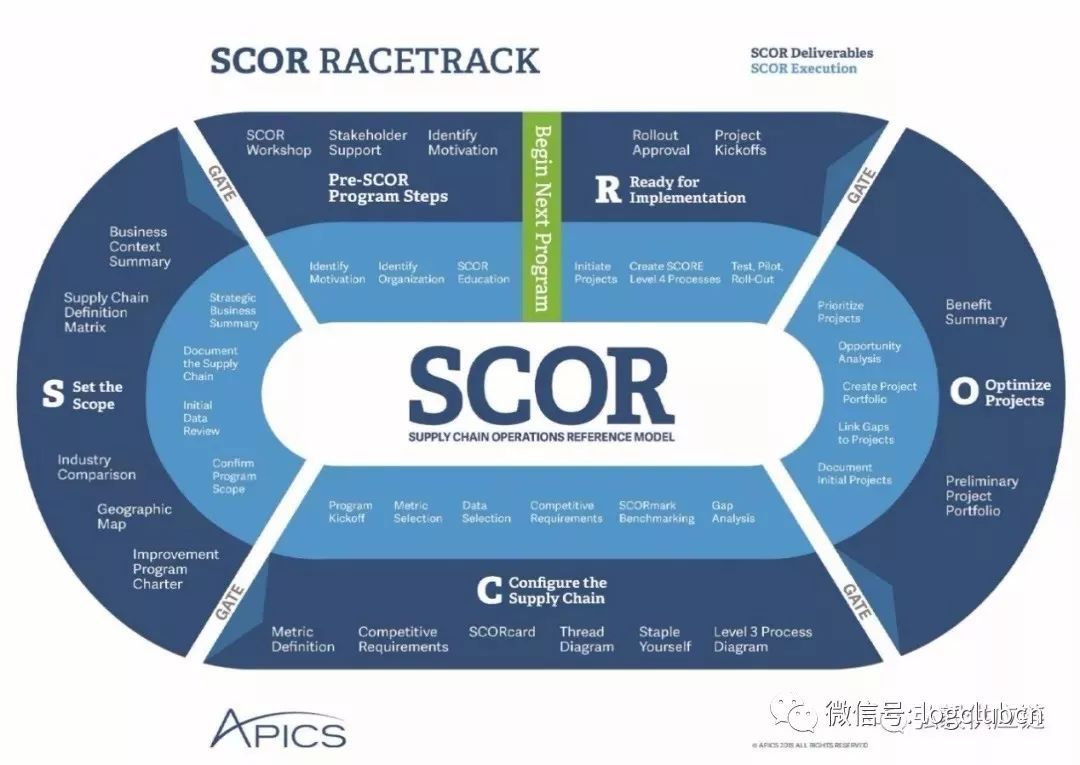 SCOR RACETRACK
SCOR Deliverables
SCOR Execution
SCOR
Workshop
Stakeholder
Support
Identify
Motivation
Pre-SCOR
Program Steps
Begin Next Program
Rollout
Approval
Project
Kickoffs
R Ready for
Implementation
GATE
GATE
Identify
Motivation
Identify
Organization
SCOR
Education
Initiate
Projects
Create SCORE
Level 4 Processes
Test, Pilot,
Roll-Out
Business
Context
Summary
Supply Chain
Definition
Matrix
S Set the
Scope
Industry
Comparison
Geographic
Map
Improvement
Program
Charter
Strategic
Business
Summary
Document
the Supply
Chain
Initial
Data
Review
Confirm
Program
Scope
SCOR
SUPPLY CHAIN OPERATIONS REFERENCE MODEL
Prioritize
Projects
Opportunity
Analysis
Create Project
Portfolio
Link Gaps
to Projects
Document
Initial Projects
Benefit
Summary
O Optimize
Projects
Preliminary
Project
Portfolio
Program
Kickoff
Metric
Selection
Data
Selection
Competitive
Requirements
SCORmark
Benchmarking
Gap
Analysis
GATE
GATE
C Configure the
Supply Chain
Metric
Definition
Competitive
Requirements
SCORcard
Thread
Diagram
Staple
Yourself
Level 3 Process
Diagram
APICS
微信号: logclubcn
供应链
© APICS 2015 ALL RIGHTS RESERVED